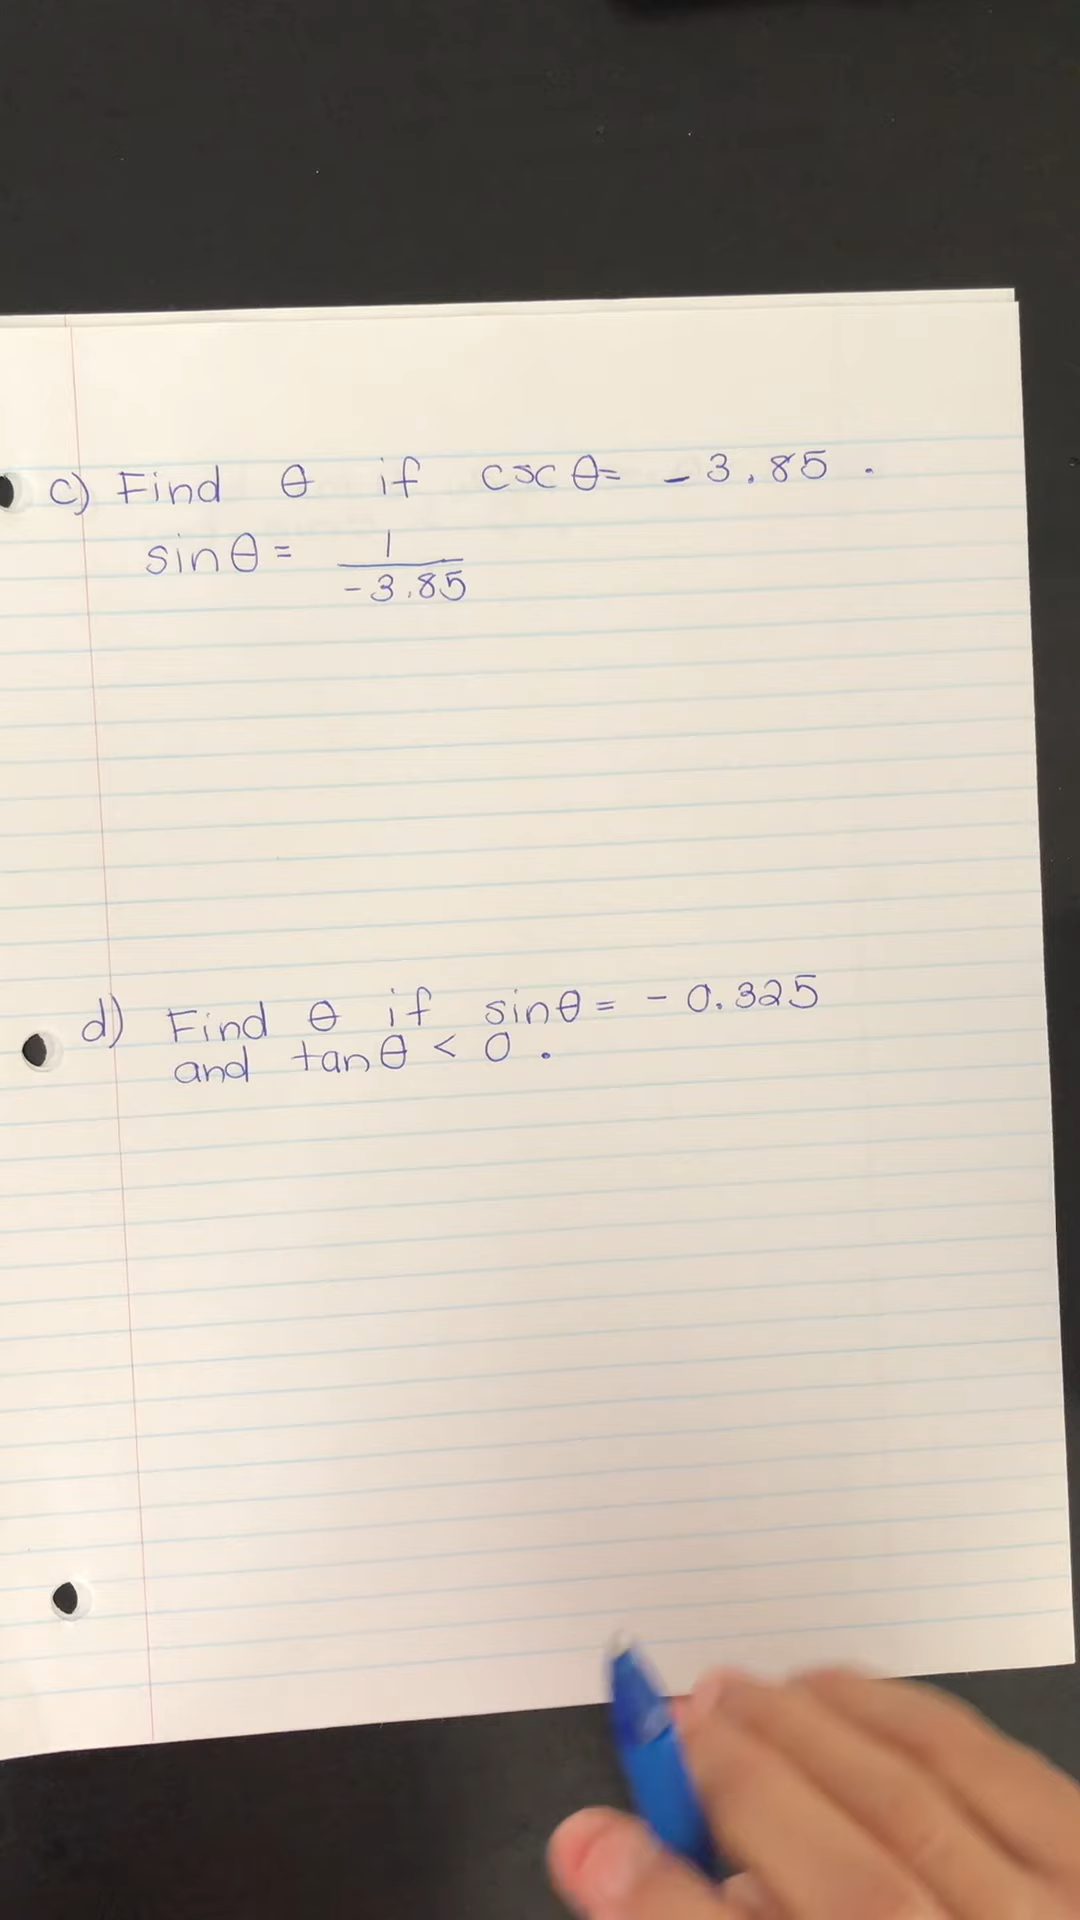 c) Find θ if csc θ = -3.85.
sin θ = 1/-3.85
d) Find θ if sin θ = -0.325
and tan θ < 0.